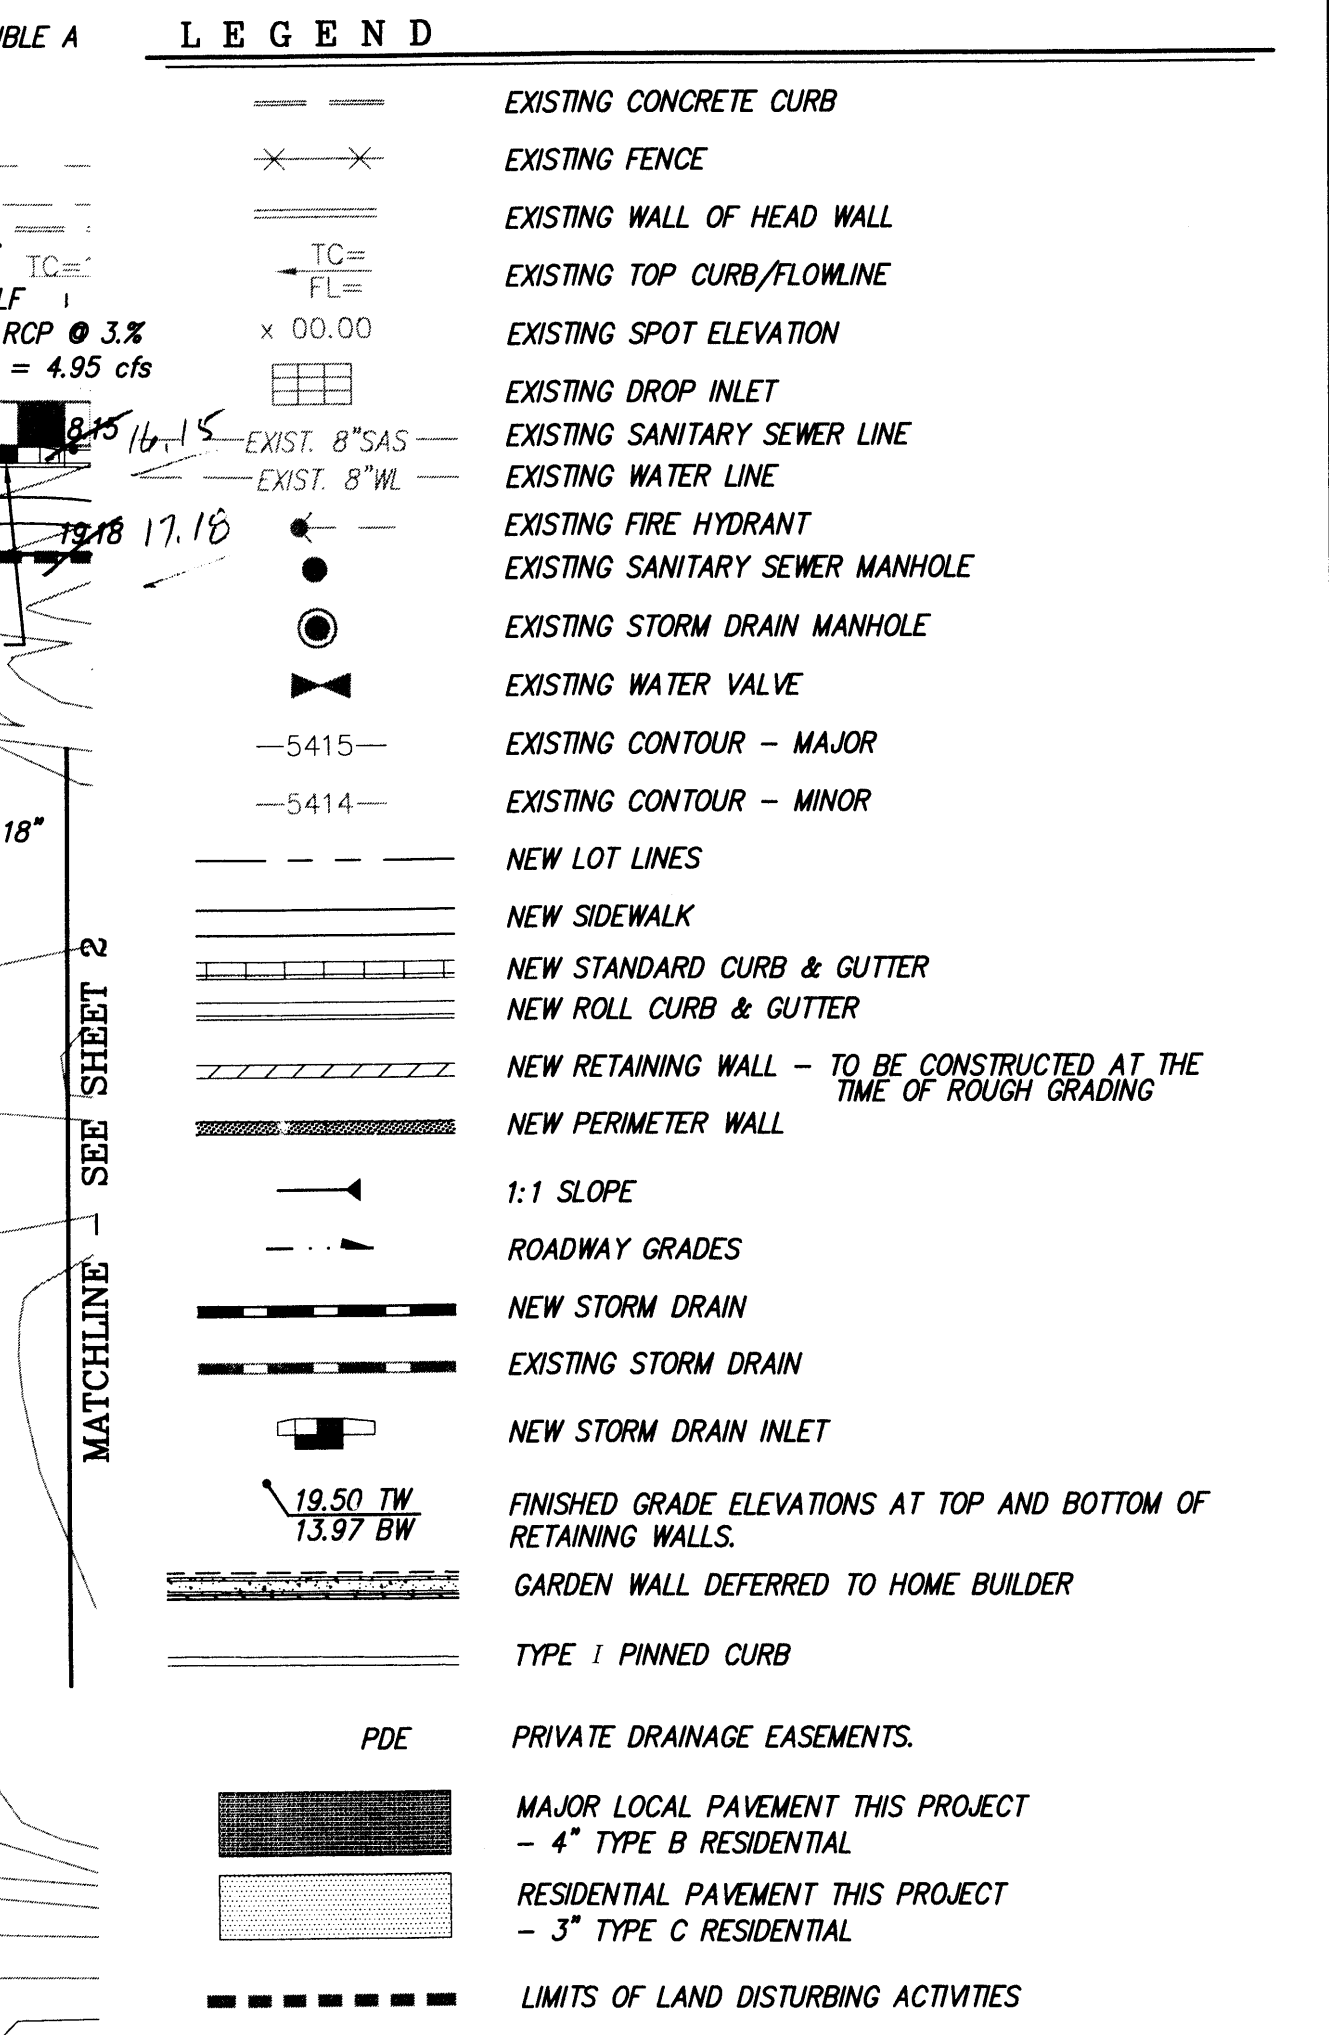 IBLE A
L E G E N D
EXISTING CONCRETE CURB
EXISTING FENCE
EXISTING WALL OF HEAD WALL
TC=
FL=
EXISTING TOP CURB/FLOWLINE
x 00.00
EXISTING SPOT ELEVATION
EXISTING DROP INLET
EXIST. 8"SAS
EXISTING SANITARY SEWER LINE
EXIST. 8"WL
EXISTING WATER LINE
EXISTING FIRE HYDRANT
EXISTING SANITARY SEWER MANHOLE
EXISTING STORM DRAIN MANHOLE
EXISTING WATER VALVE
5415
EXISTING CONTOUR - MAJOR
5414
EXISTING CONTOUR - MINOR
NEW LOT LINES
NEW SIDEWALK
NEW STANDARD CURB & GUTTER
NEW ROLL CURB & GUTTER
NEW RETAINING WALL - TO BE CONSTRUCTED AT THE
TIME OF ROUGH GRADING
NEW PERIMETER WALL
1:1 SLOPE
ROADWAY GRADES
NEW STORM DRAIN
EXISTING STORM DRAIN
NEW STORM DRAIN INLET
19.50 TW
13.97 BW
FINISHED GRADE ELEVATIONS AT TOP AND BOTTOM OF
RETAINING WALLS.
GARDEN WALL DEFERRED TO HOME BUILDER
TYPE I PINNED CURB
PDE
PRIVATE DRAINAGE EASEMENTS.
MAJOR LOCAL PAVEMENT THIS PROJECT
- 4" TYPE B RESIDENTIAL
RESIDENTIAL PAVEMENT THIS PROJECT
- 3" TYPE C RESIDENTIAL
LIMITS OF LAND DISTURBING ACTIVITIES
TC=
LF
RCP @ 3.%
= 4.95 cfs
8.15 16.15
19.18 17.18
18"
MATCHLINE - SEE SHEET 2